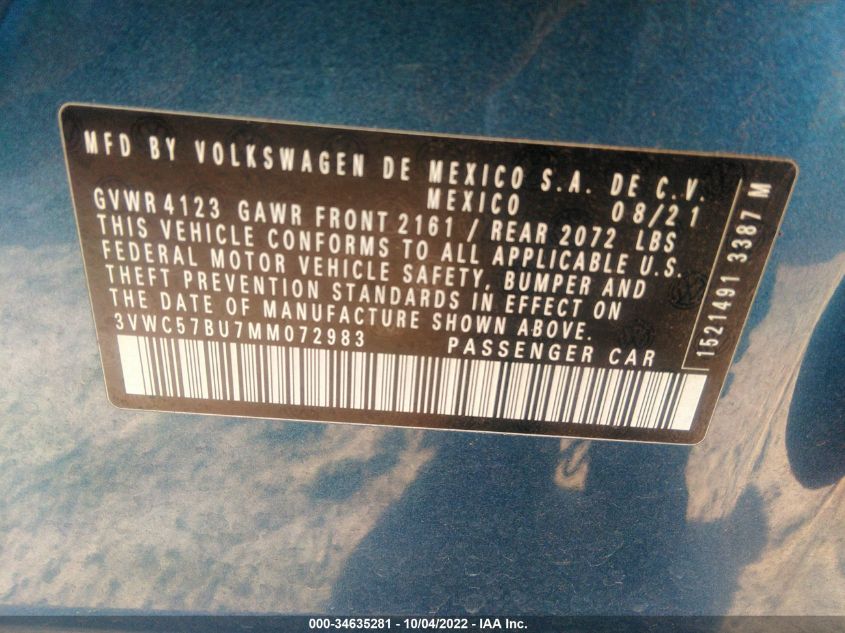 MFD BY VOLKSWAGEN DE MEXICO S.A. DE C.V.
MEXICO 08/21
GVWR 4123 GAWR FRONT 2161 / REAR 2072 LBS
THIS VEHICLE CONFORMS TO ALL APPLICABLE U.S.
FEDERAL MOTOR VEHICLE SAFETY, BUMPER AND
THEFT PREVENTION STANDARDS IN EFFECT ON
THE DATE OF MANUFACTURE SHOWN ABOVE.
3VWC57BU7MM072983 PASSENGER CAR
1521491 3387 M
000-34635281 - 10/04/2022 - IAA Inc.